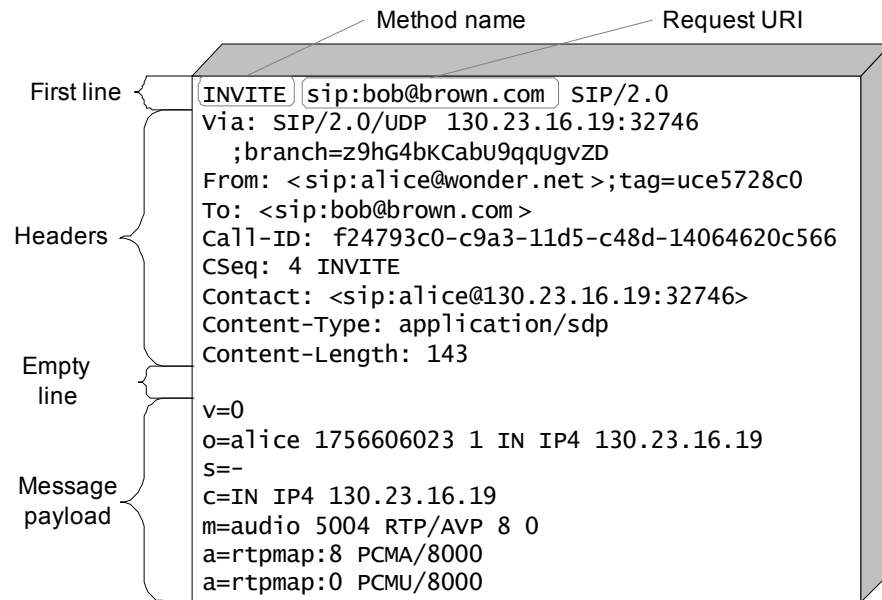 Method name
Request URI
First line
INVITE sip:bob@brown.com SIP/2.0
Via: SIP/2.0/UDP 130.23.16.19:32746
;branch=z9hG4bKCabU9qqUgvZD
From: <sip:alice@wonder.net>;tag=uce5728c0
To: <sip:bob@brown.com>
Headers
Call-ID: f24793c0-c9a3-11d5-c48d-14064620c566
CSeq: 4 INVITE
Contact: <sip:alice@130.23.16.19:32746>
Content-Type: application/sdp
Content-Length: 143
Empty
line
v=0
o=alice 1756606023 1 IN IP4 130.23.16.19
s=-
Message
payload
c=IN IP4 130.23.16.19
m=audio 5004 RTP/AVP 8 0
a=rtpmap:8 PCMA/8000
a=rtpmap:0 PCMU/8000